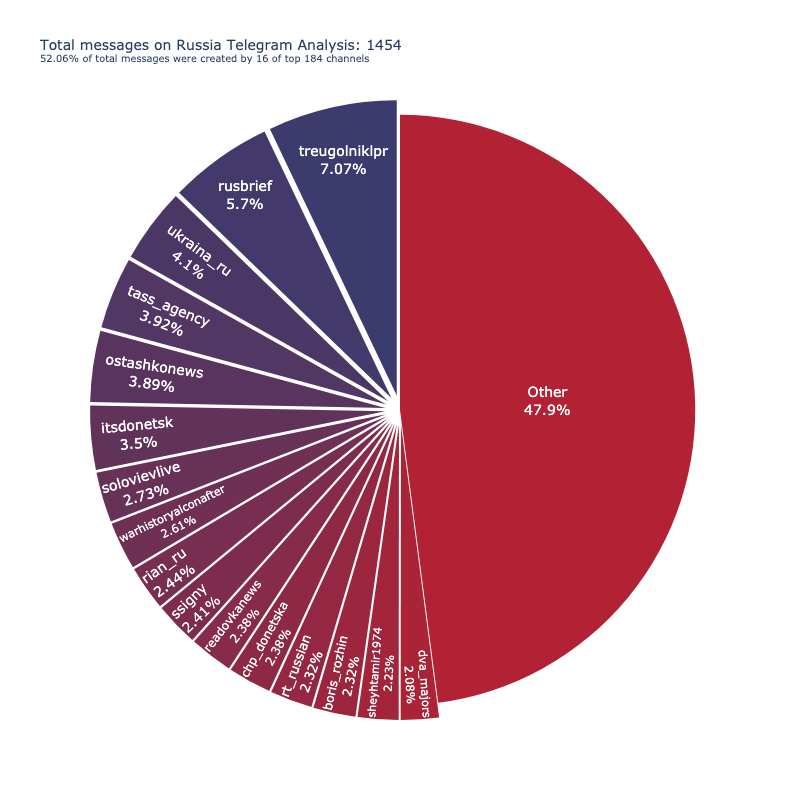 Total messages on Russia Telegram Analysis: 1454
52.06% of total messages were created by 16 of top 184 channels
treugolniklpr
7.07%
rusbrief
5.7%
ukraina_ru
4.1%
tass_agency
3.92%
ostashkonews
3.89%
itsdonetsk
3.5%
solovievlive
2.73%
warhistoryalconafter
2.61%
rian_ru
2.44%
ssigny
2.41%
readovkanews
2.38%
chp_donetska
2.38%
rt_russian
2.32%
boris_rozhin
2.32%
sheyhtamir1974
2.23%
dva_majors
2.08%
Other
47.9%